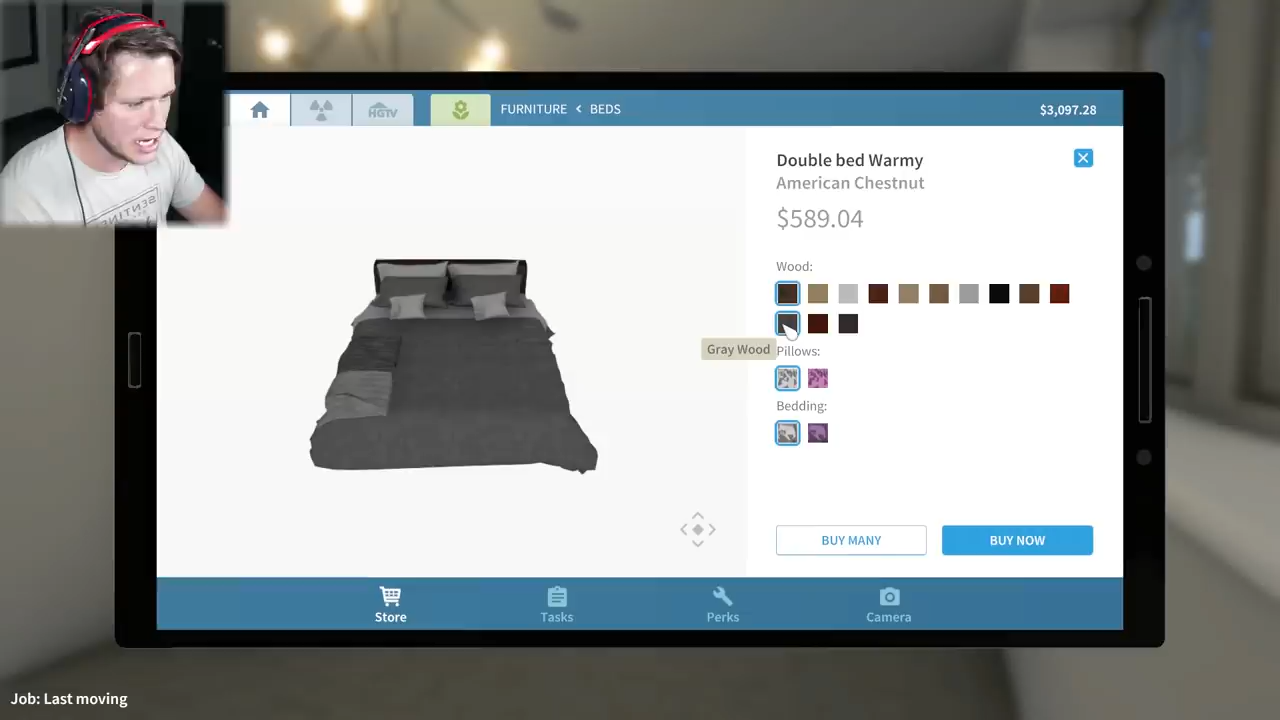 HGTV
FURNITURE < BEDS
$3,097.28
Double bed Warmy
American Chestnut
$589.04
Wood:
Gray Wood
Pillows:
Bedding:
BUY MANY
BUY NOW
Store
Tasks
Perks
Camera
Job: Last moving